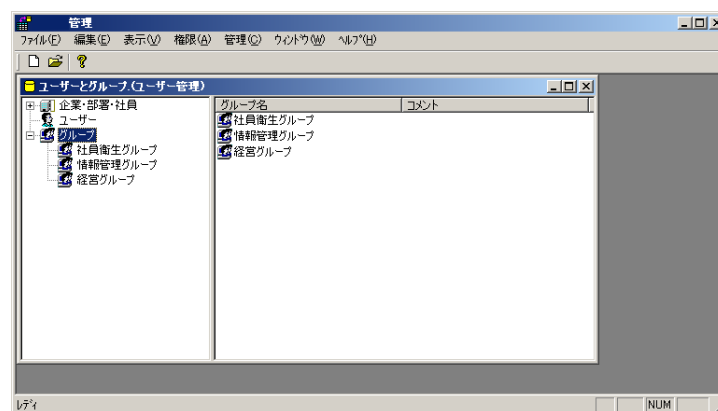 管理
ﾌｧｲﾙ(F) 編集(E) 表示(V) 権限(A) 管理(C) ｳｨﾝﾄﾞｳ(W) ﾍﾙﾌﾟ(H)
ユーザーとグループ.(ユーザー管理)
企業・部署・社員
ユーザー
グループ
社員衛生グループ
情報管理グループ
経営グループ
グループ名 コメント
社員衛生グループ
情報管理グループ
経営グループ
ﾚﾃﾞｨ NUM